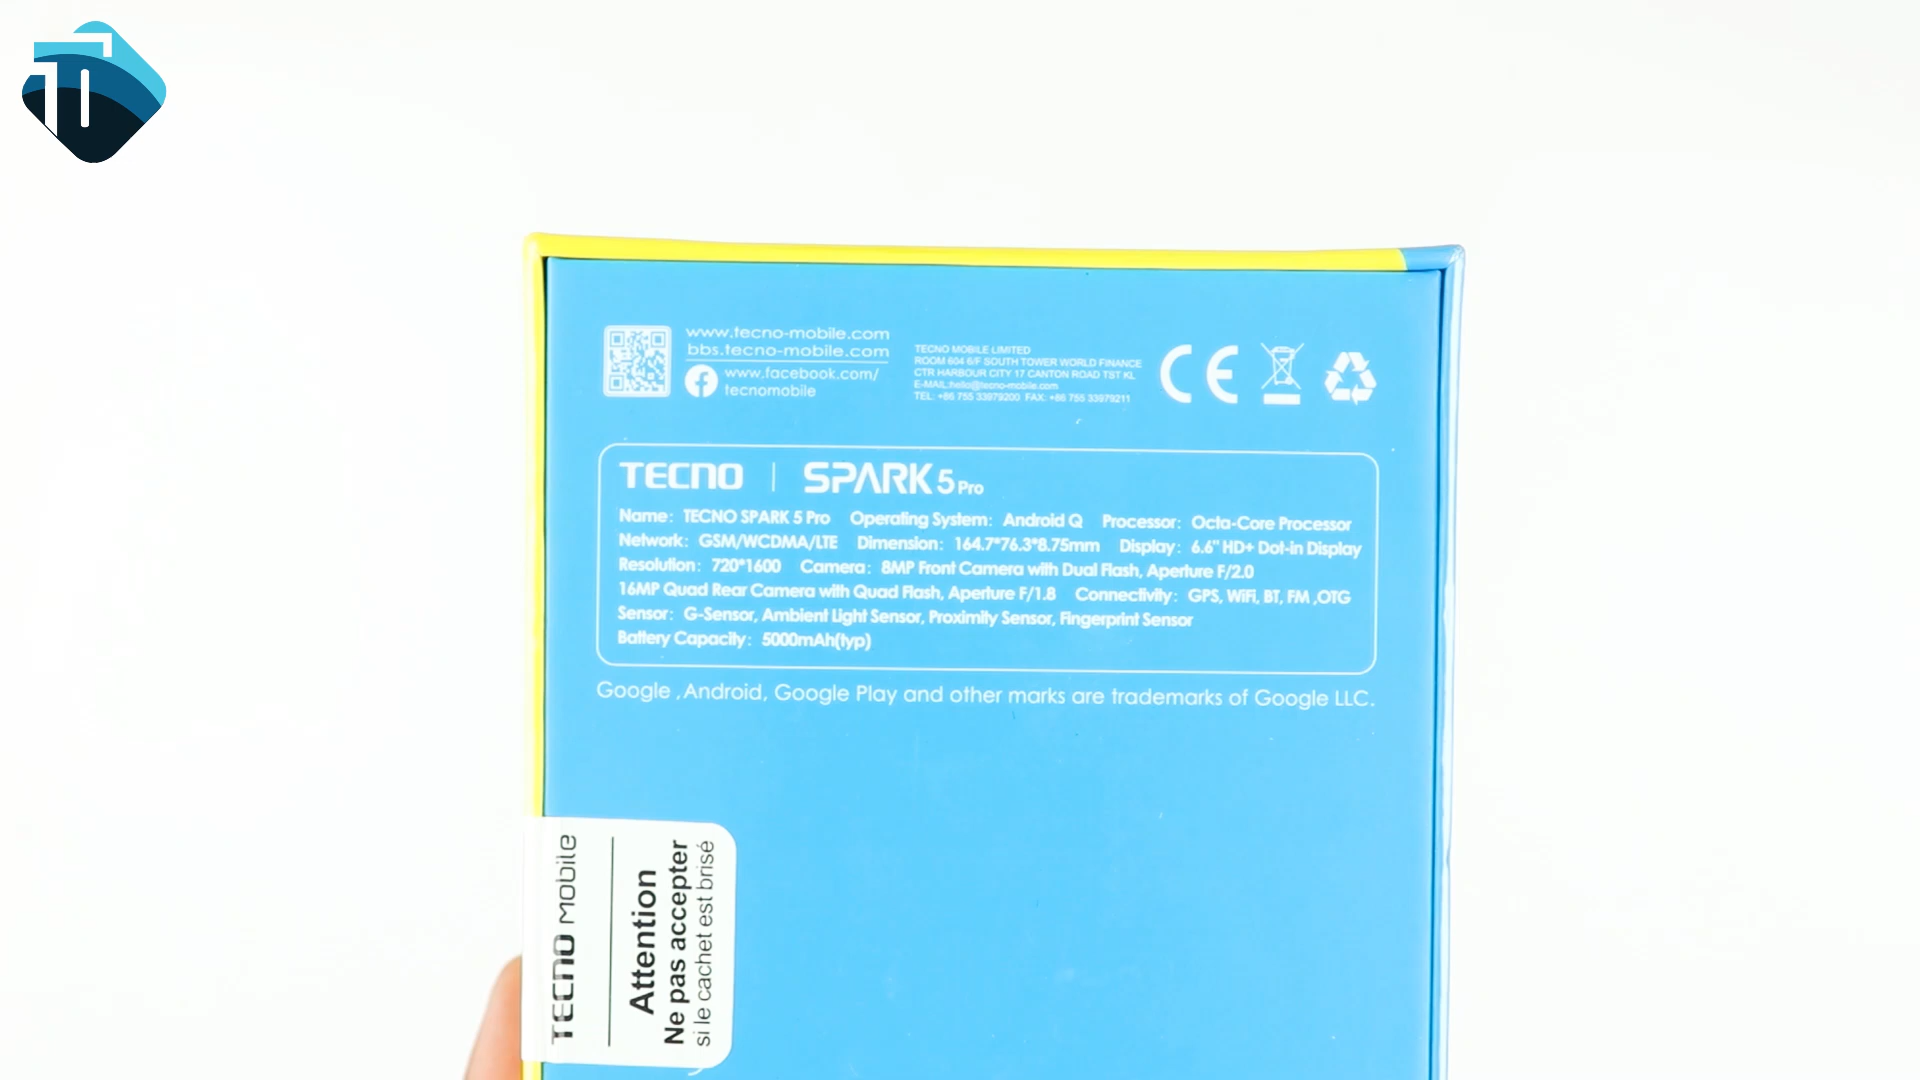 www.tecno-mobile.com
bbs.tecno-mobile.com
www.facebook.com/
tecnomobile
TECNO MOBILE LIMITED
ROOM 604 6/F SOUTH TOWER WORLD FINANCE
CTR HARBOUR CITY 17 CANTON ROAD TST KL
E-MAIL:hello@tecno-mobile.com
TEL: +86 755 33979200 FAX: +86 755 33979211
TECNO | SPARK 5 Pro
Name: TECNO SPARK 5 Pro Operating System: Android Q Processor: Octa-Core Processor
Network: GSM/WCDMA/LTE Dimension: 164.7*76.3*8.75mm Display: 6.6" HD+ Dot-in Display
Resolution: 720*1600 Camera: 8MP Front Camera with Dual Flash, Aperture F/2.0
16MP Quad Rear Camera with Quad Flash, Aperture F/1.8 Connectivity: GPS, WiFi, BT, FM ,OTG
Sensor: G-Sensor, Ambient Light Sensor, Proximity Sensor, Fingerprint Sensor
Battery Capacity: 5000mAh(typ)
Google ,Android, Google Play and other marks are trademarks of Google LLC.
TECNO mobile
Attention
Ne pas accepter
si le cachet est brisé